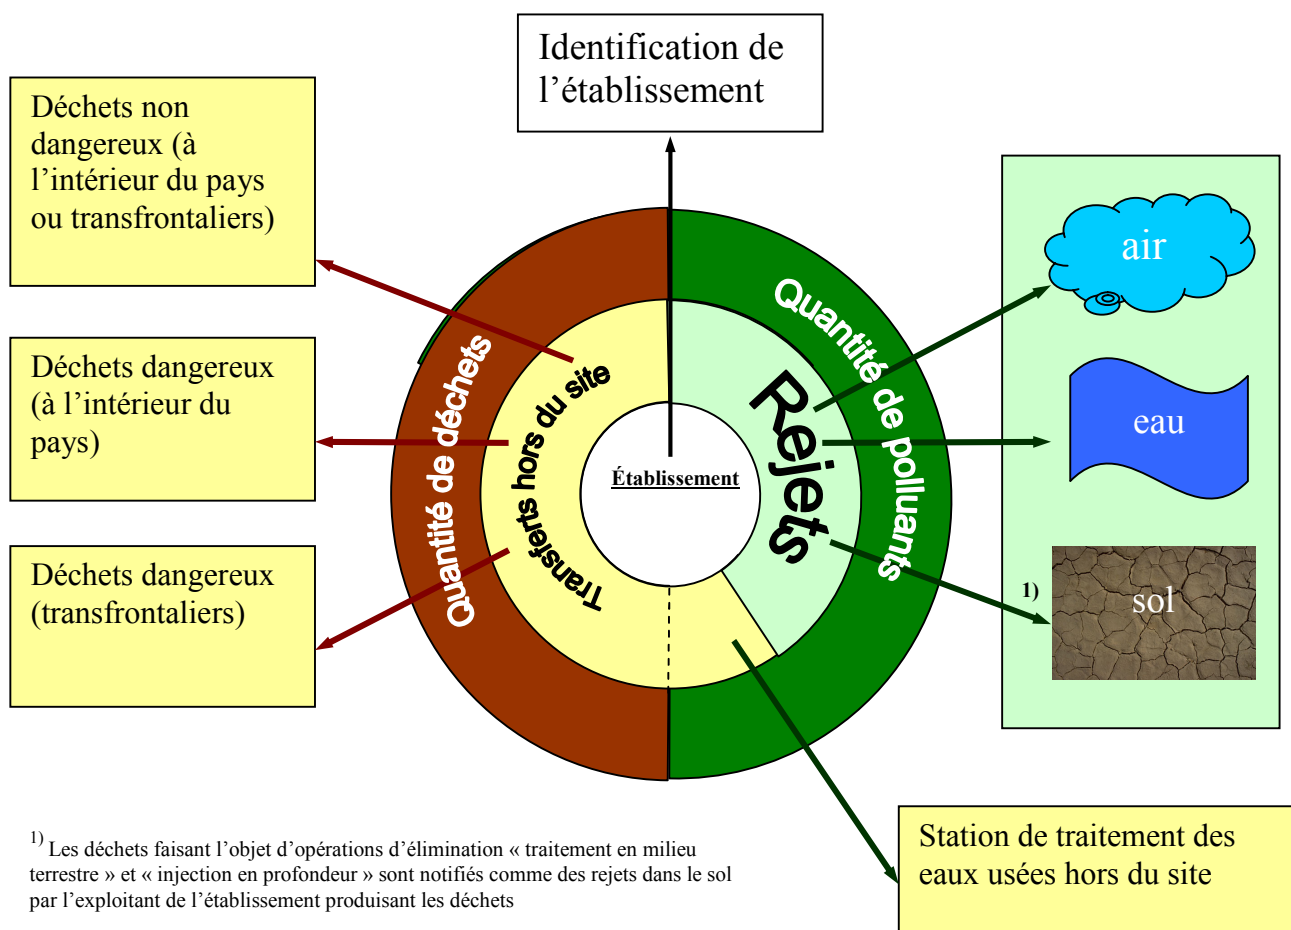 Identification de
l’établissement
Déchets non
dangereux (à
l’intérieur du pays
ou transfrontaliers)
Déchets dangereux
(à l’intérieur du
pays)
Déchets dangereux
(transfrontaliers)
Quantité de déchets
Transferts hors du site
Établissement
Rejets
Quantité de polluants
air
eau
1)
sol
Station de traitement des
eaux usées hors du site
1) Les déchets faisant l’objet d’opérations d’élimination « traitement en milieu
terrestre » et « injection en profondeur » sont notifiés comme des rejets dans le sol
par l’exploitant de l’établissement produisant les déchets